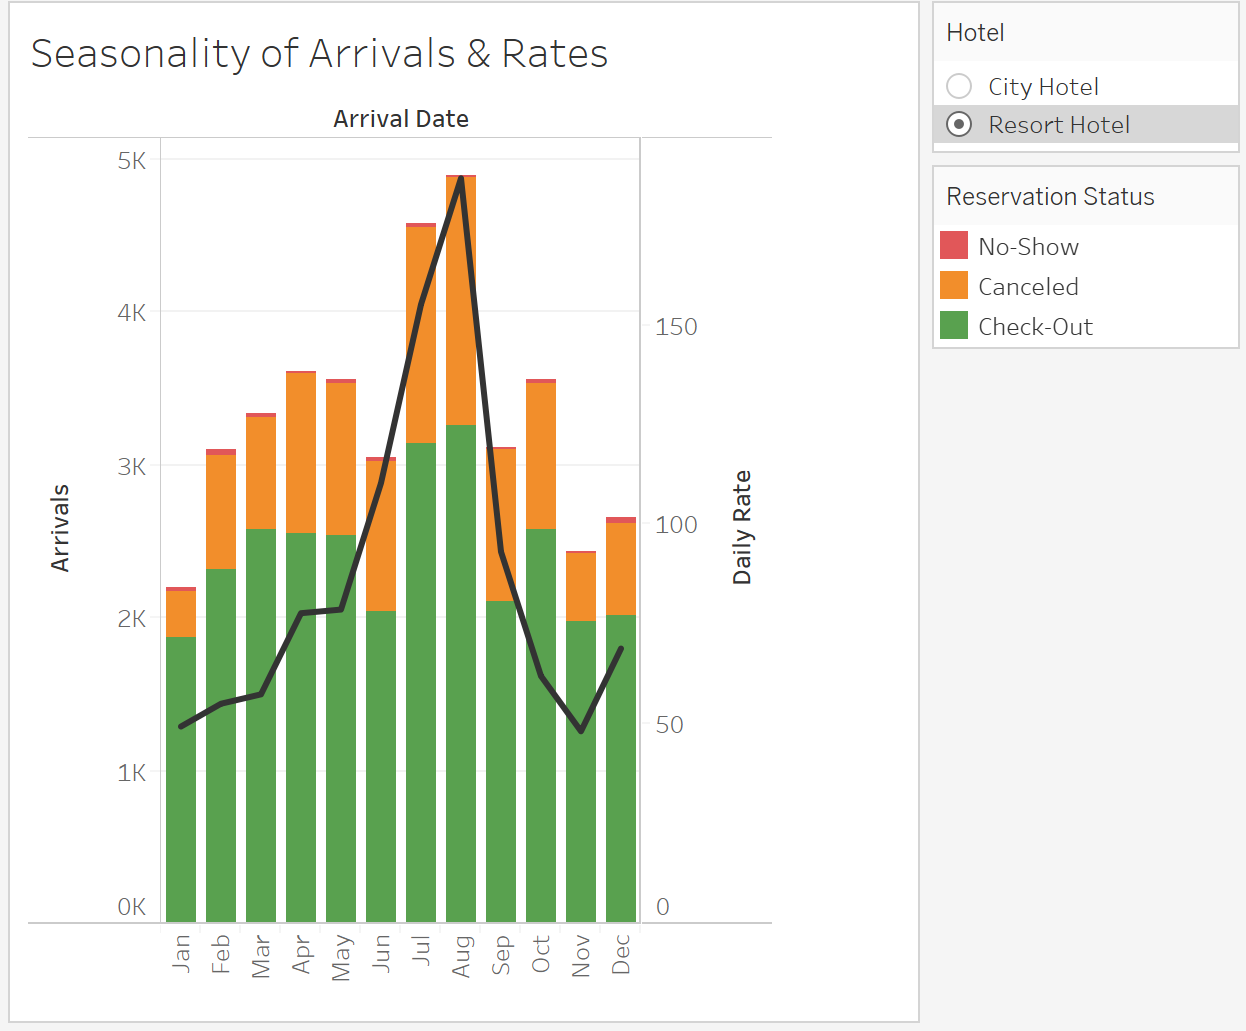 Seasonality of Arrivals & Rates
Arrival Date
5K
4K
3K
2K
1K
0K
Arrivals
150
100
50
0
Daily Rate
Jan
Feb
Mar
Apr
May
Jun
Jul
Aug
Sep
Oct
Nov
Dec
Hotel
City Hotel
Resort Hotel
Reservation Status
No-Show
Canceled
Check-Out